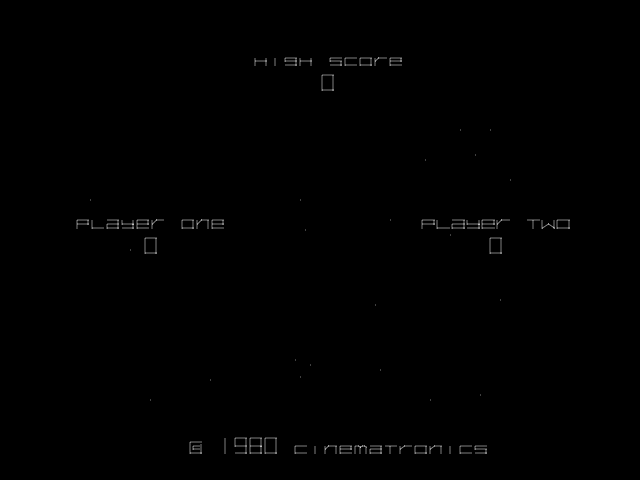 HIGH SCORE
0
PLAYER ONE
PLAYER TWO
0
0
© 1980 CINEMATRONICS